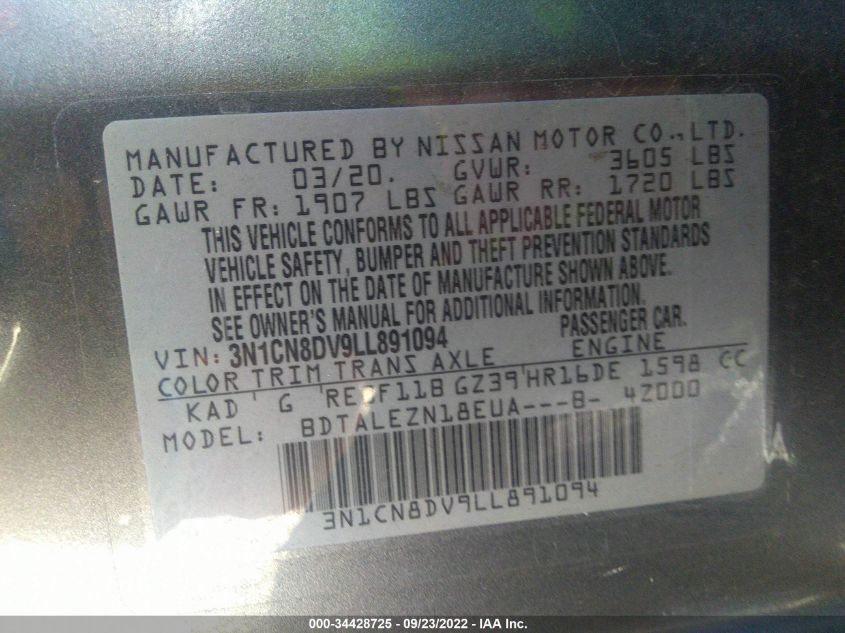 MANUFACTURED BY NISSAN MOTOR CO., LTD.
DATE: 03/20. GVWR: 3605 LBS
GAWR FR: 1907 LBS GAWR RR: 1720 LBS
THIS VEHICLE CONFORMS TO ALL APPLICABLE FEDERAL MOTOR
VEHICLE SAFETY, BUMPER AND THEFT PREVENTION STANDARDS
IN EFFECT ON THE DATE OF MANUFACTURE SHOWN ABOVE.
SEE OWNER'S MANUAL FOR ADDITIONAL INFORMATION.
VIN: 3N1CN8DV9LL891094 PASSENGER CAR.
COLOR TRIM TRANS AXLE ENGINE
KAD G RE0F11B GZ39 HR16DE 1598 CC
MODEL: BDTALEZN18EUA---B- 4Z000
3N1CN8DV9LL891094
000-34428725 - 09/23/2022 - IAA Inc.